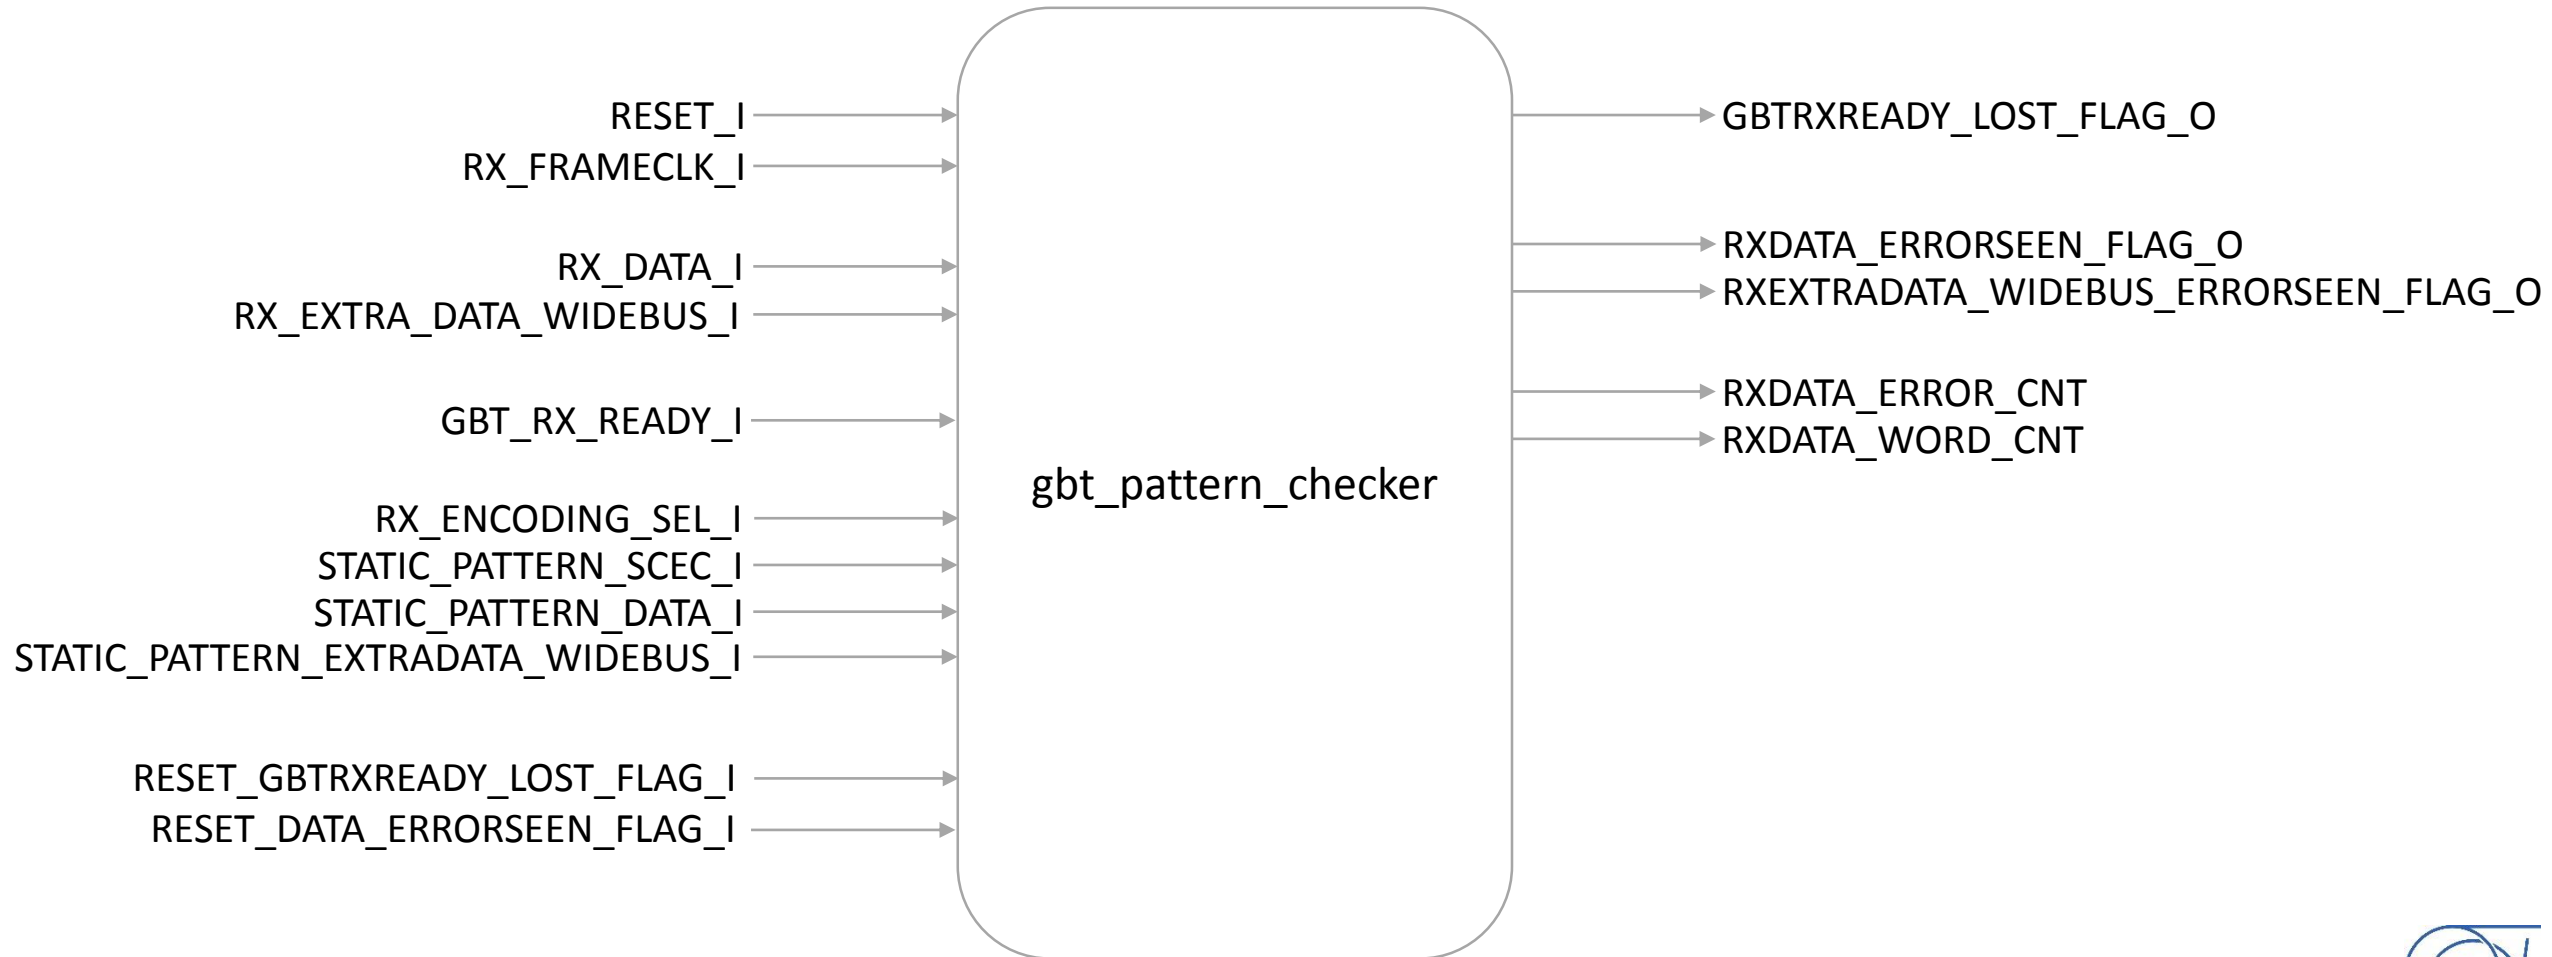 RESET_I
RX_FRAMECLK_I
RX_DATA_I
RX_EXTRA_DATA_WIDEBUS_I
GBT_RX_READY_I
RX_ENCODING_SEL_I
STATIC_PATTERN_SCEC_I
STATIC_PATTERN_DATA_I
STATIC_PATTERN_EXTRADATA_WIDEBUS_I
RESET_GBTRXREADY_LOST_FLAG_I
RESET_DATA_ERRORSEEN_FLAG_I
gbt_pattern_checker
GBTRXREADY_LOST_FLAG_O
RXDATA_ERRORSEEN_FLAG_O
RXEXTRADATA_WIDEBUS_ERRORSEEN_FLAG_O
RXDATA_ERROR_CNT
RXDATA_WORD_CNT